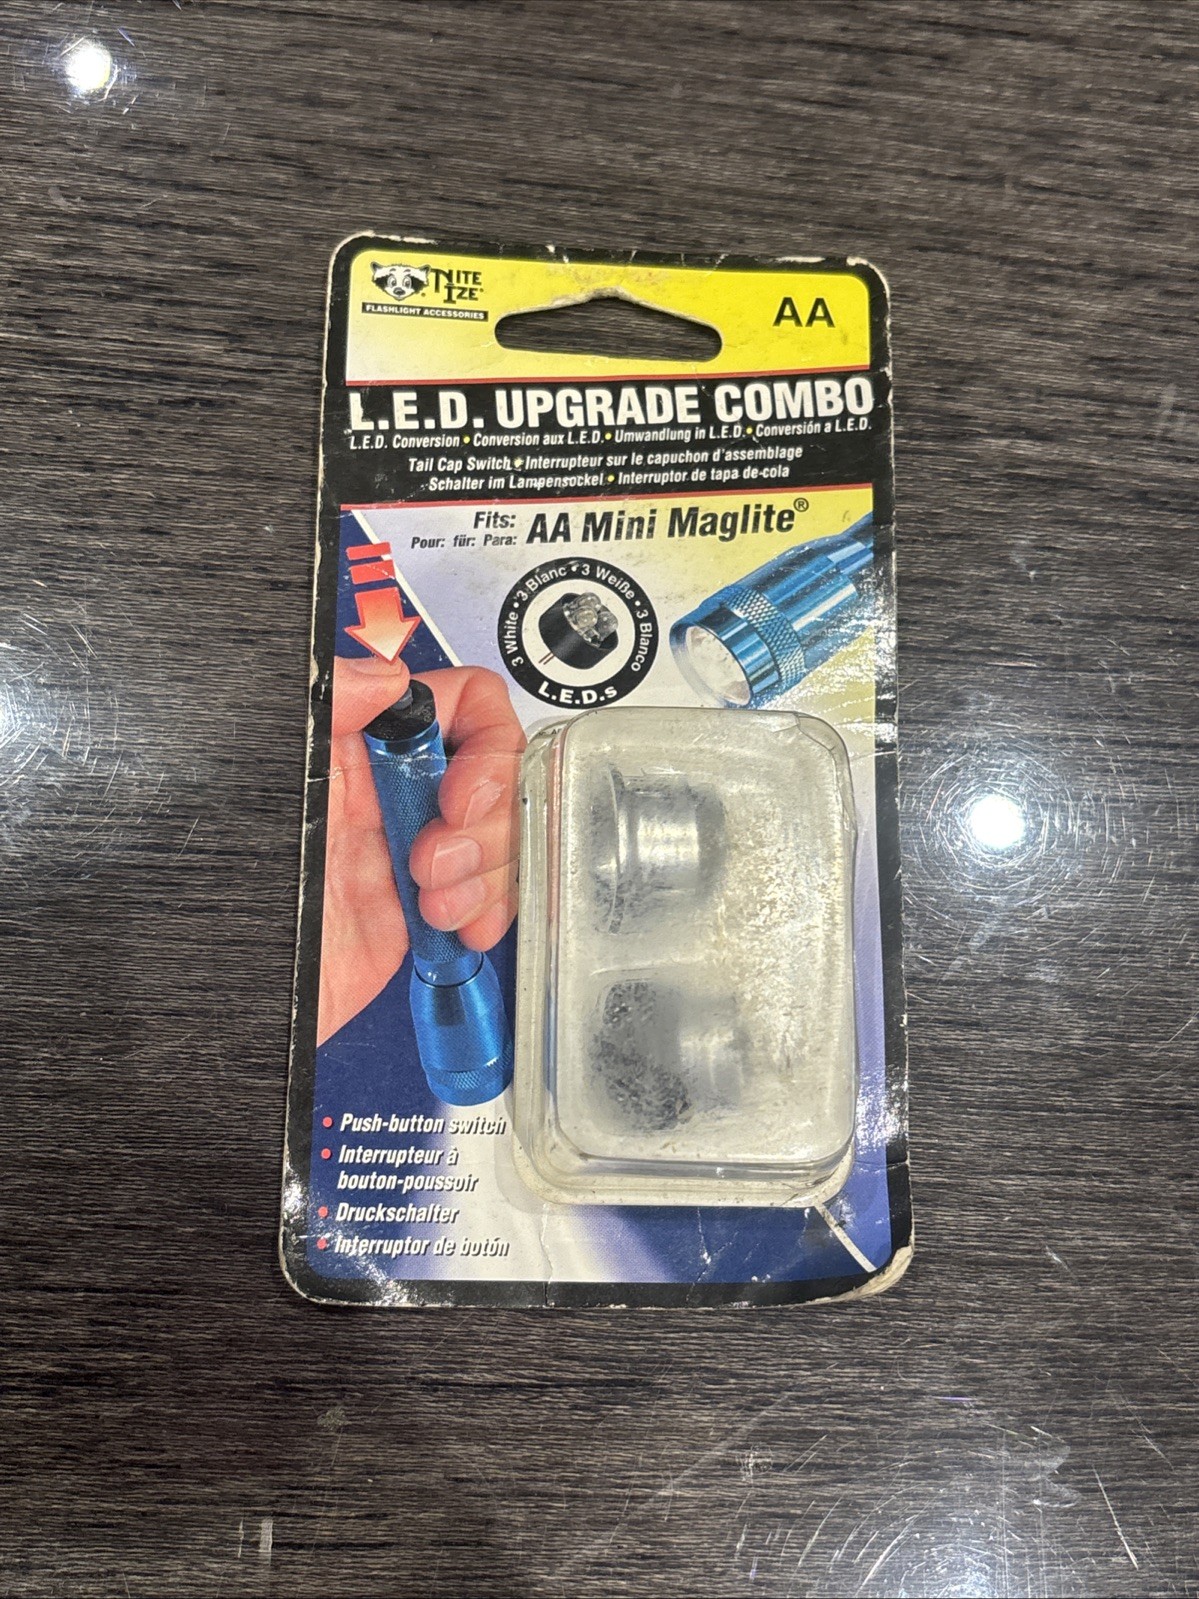 NITE
IZE®
FLASHLIGHT ACCESSORIES
AA
L.E.D. UPGRADE COMBO
L.E.D. Conversion • Conversion aux L.E.D. • Umwandlung in L.E.D. • Conversión a L.E.D.
Tail Cap Switch • Interrupteur sur le capuchon d'assemblage
Schalter im Lampensockel • Interruptor de tapa de-cola
Fits: AA Mini Maglite®
Pour: für: Para:
3 White • 3 Blanc • 3 Weiße • 3 Blanco
L.E.D.s
• Push-button switch
• Interrupteur à
bouton-poussoir
• Druckschalter
• Interruptor de botón